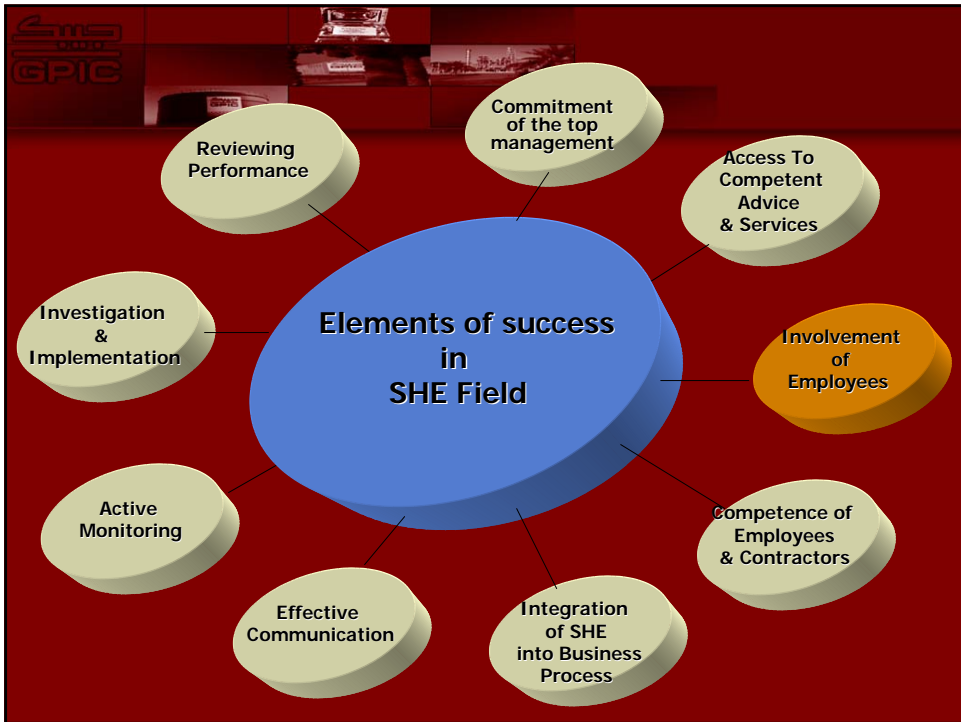 جيبك
GPIC
Commitment
of the top
management
Reviewing
Performance
Access To
Competent
Advice
& Services
Investigation
&
Implementation
Elements of success
in
SHE Field
Involvement
of
Employees
Active
Monitoring
Competence of
Employees
& Contractors
Effective
Communication
Integration
of SHE
into Business
Process